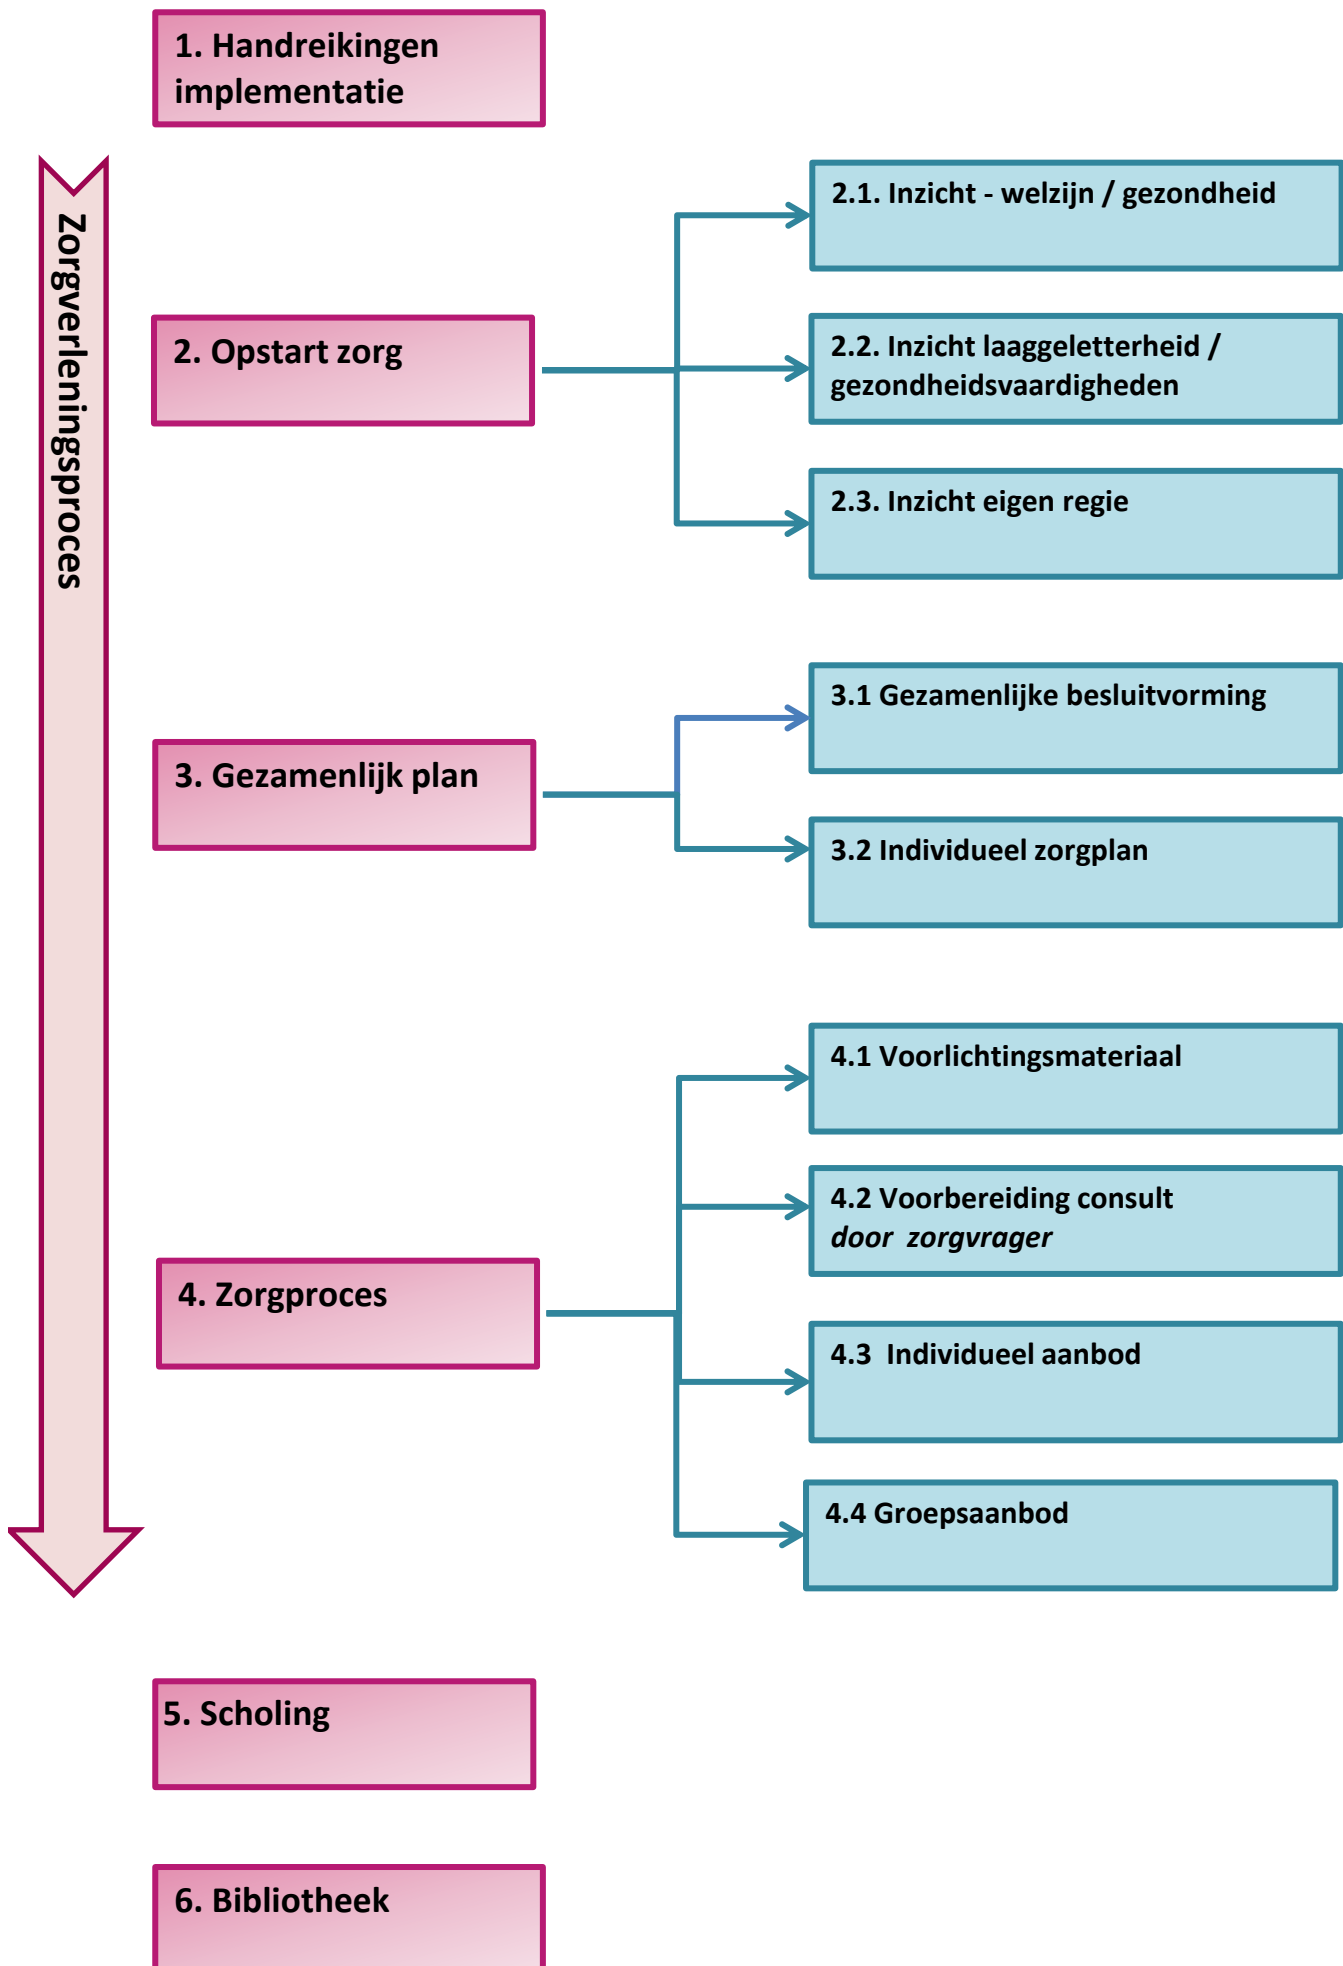 1. Handreikingen
implementatie
Zorgverleningsproces
2. Opstart zorg
2.1. Inzicht - welzijn / gezondheid
2.2. Inzicht laaggeletterheid /
gezondheidsvaardigheden
2.3. Inzicht eigen regie
3. Gezamenlijk plan
3.1 Gezamenlijke besluitvorming
3.2 Individueel zorgplan
4. Zorgproces
4.1 Voorlichtingsmateriaal
4.2 Voorbereiding consult
door zorgvrager
4.3 Individueel aanbod
4.4 Groepsaanbod
5. Scholing
6. Bibliotheek